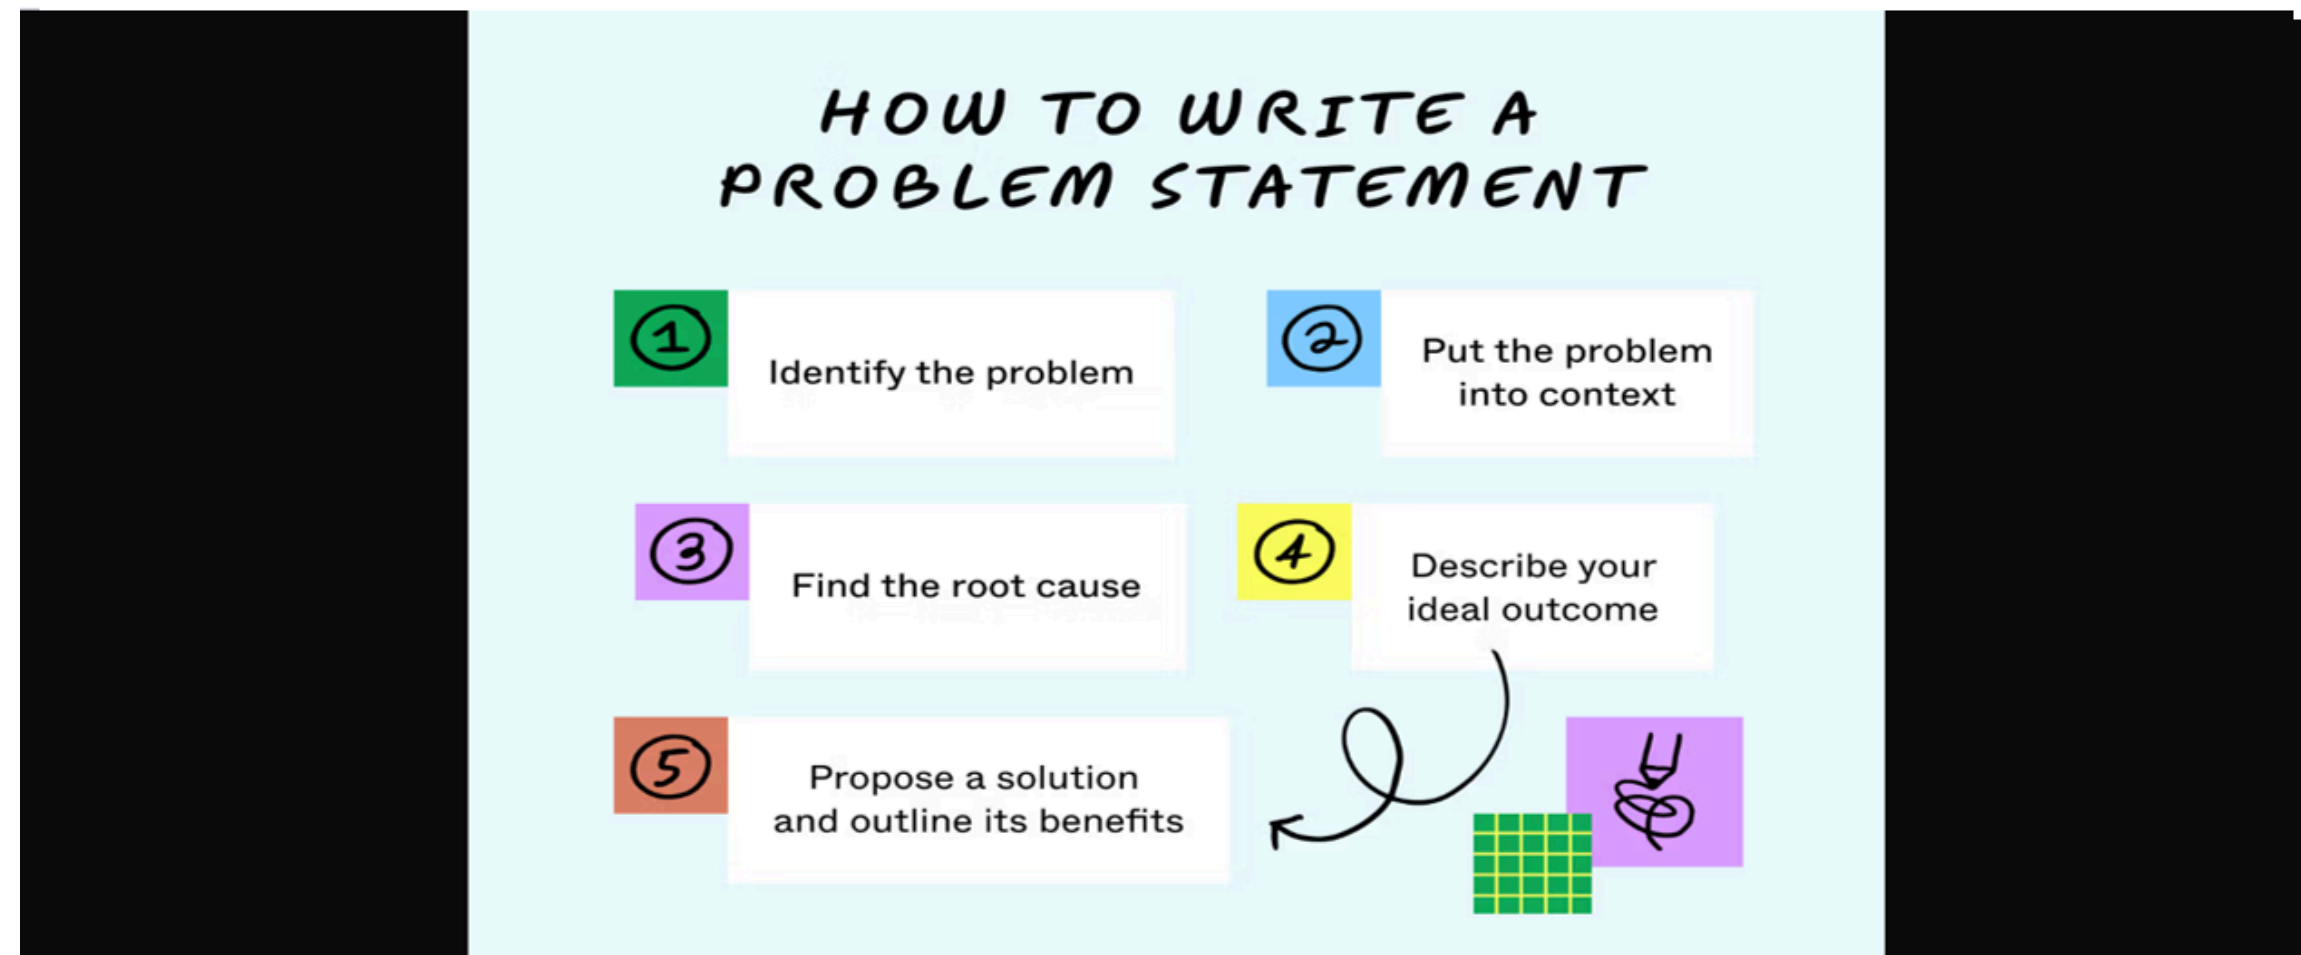 HOW TO WRITE A
PROBLEM STATEMENT
1
Identify the problem
2
Put the problem
into context
3
Find the root cause
4
Describe your
ideal outcome
5
Propose a solution
and outline its benefits